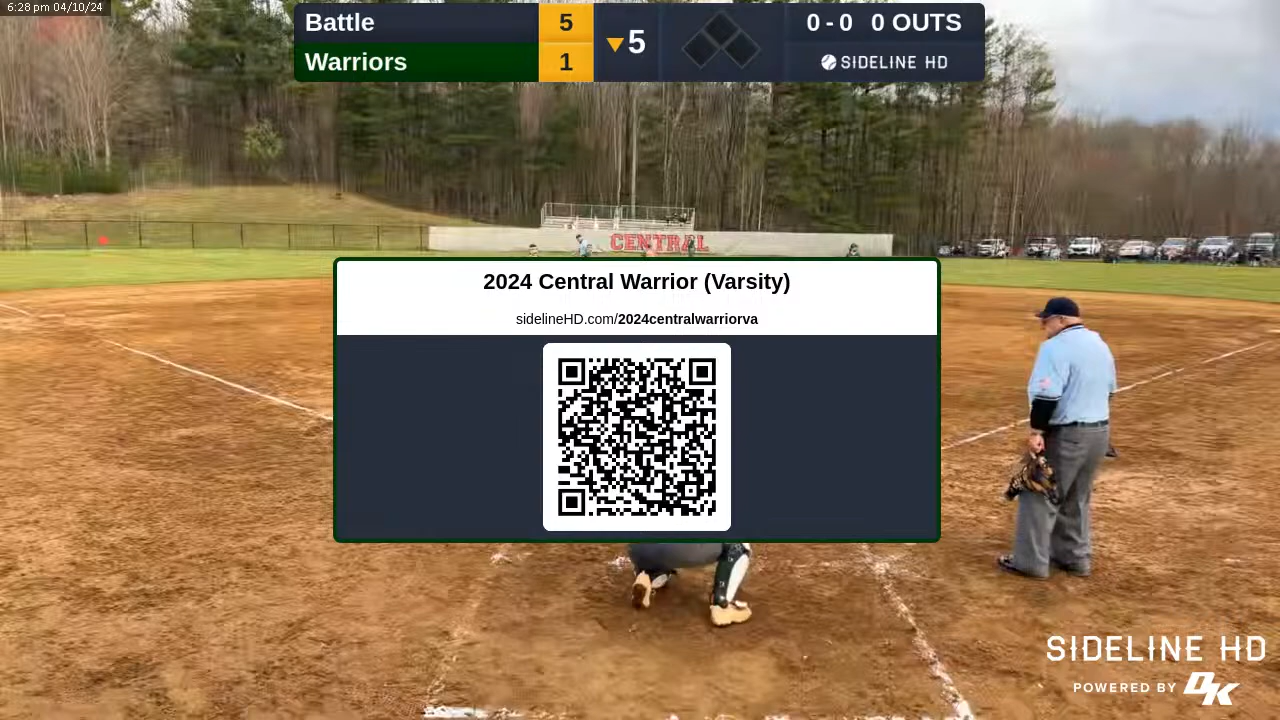 6:28 pm 04/10/24
Battle 5
Warriors 1
5
0 - 0 0 OUTS
SIDELINE HD
CENTRAL
2024 Central Warrior (Varsity)
sidelineHD.com/2024centralwarriorva
SIDELINE HD
POWERED BY DK